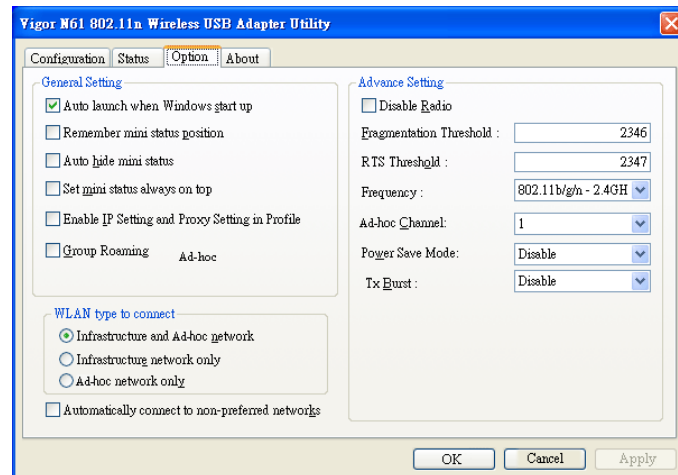 Vigor N61 802.11n Wireless USB Adapter Utility
Configuration Status Option About
General Setting
Auto launch when Windows start up
Remember mini status position
Auto hide mini status
Set mini status always on top
Enable IP Setting and Proxy Setting in Profile
Group Roaming Ad-hoc
WLAN type to connect
Infrastructure and Ad-hoc network
Infrastructure network only
Ad-hoc network only
Automatically connect to non-preferred networks
Advance Setting
Disable Radio
Fragmentation Threshold : 2346
RTS Threshold : 2347
Frequency : 802.11b/g/n - 2.4GH
Ad-hoc Channel: 1
Power Save Mode: Disable
Tx Burst : Disable
OK Cancel Apply